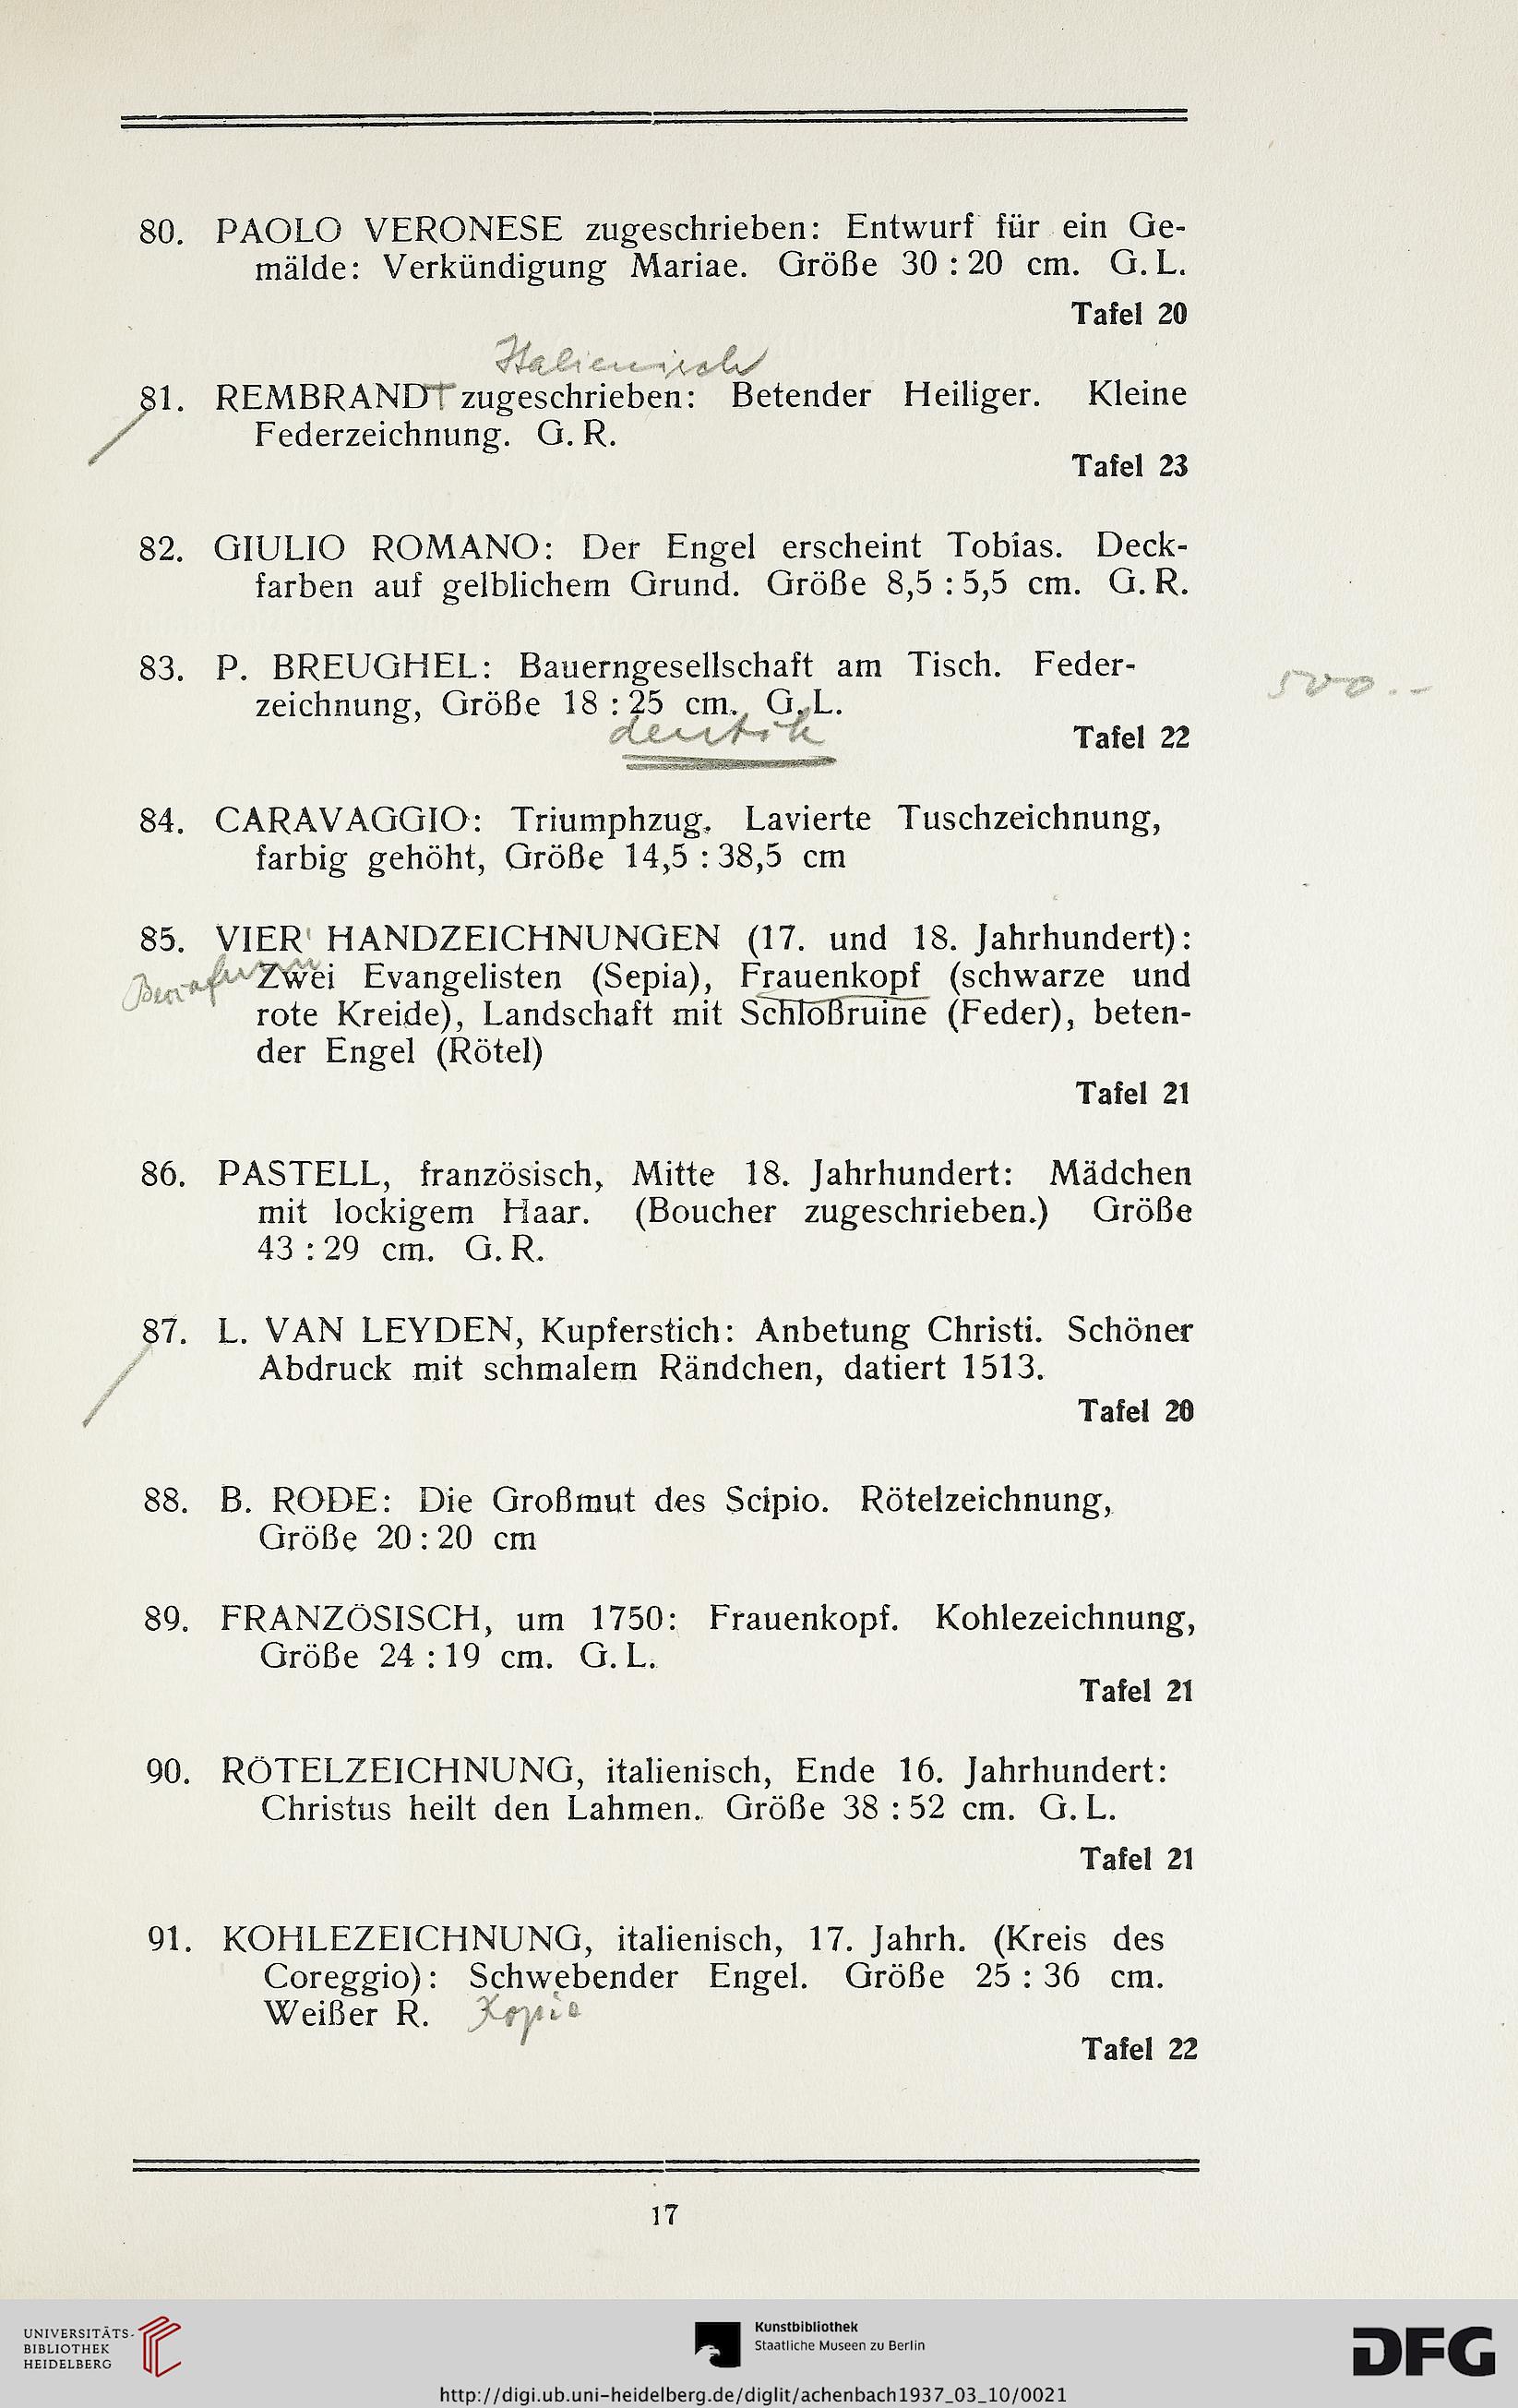 80. PAOLO VERONESE zugeschrieben: Entwurf für ein Ge-
mälde: Verkündigung Mariae. Größe 30 : 20 cm. G. L.
Tafel 20
Italienisch
81. REMBRANDT zugeschrieben: Betender Heiliger. Kleine
Federzeichnung. G. R.
Tafel 23
82. GIULIO ROMANO: Der Engel erscheint Tobias. Deck-
farben auf gelblichem Grund. Größe 8,5 : 5,5 cm. G. R.
83. P. BREUGHEL: Bauerngesellschaft am Tisch. Feder-
500.-
zeichnung, Größe 18 : 25 cm. G. L.
Tafel 22
84. CARAVAGGIO: Triumphzug. Lavierte Tuschzeichnung,
farbig gehöht, Größe 14,5 : 38,5 cm
85. VIER HANDZEICHNUNGEN (17. und 18. Jahrhundert):
Zwei Evangelisten (Sepia), Frauenkopf (schwarze und
rote Kreide), Landschaft mit Schloßruine (Feder), beten-
der Engel (Rötel)
Tafel 21
86. PASTELL, französisch, Mitte 18. Jahrhundert: Mädchen
mit lockigem Haar. (Boucher zugeschrieben.) Größe
43 : 29 cm. G. R.
87. L. VAN LEYDEN, Kupferstich: Anbetung Christi. Schöner
Abdruck mit schmalem Rändchen, datiert 1513.
Tafel 20
88. B. RODE: Die Großmut des Scipio. Rötelzeichnung,
Größe 20 : 20 cm
89. FRANZÖSISCH, um 1750: Frauenkopf. Kohlezeichnung,
Größe 24 : 19 cm. G. L.
Tafel 21
90. RÖTELZEICHNUNG, italienisch, Ende 16. Jahrhundert:
Christus heilt den Lahmen. Größe 38 : 52 cm. G. L.
Tafel 21
91. KOHLEZEICHNUNG, italienisch, 17. Jahrh. (Kreis des
Coreggio): Schwebender Engel. Größe 25 : 36 cm.
Weißer R. Kopie
Tafel 22
17
UNIVERSITÄTS-
BIBLIOTHEK
HEIDELBERG
Kunstbibliothek
Staatliche Museen zu Berlin
DFG
http://digi.ub.uni-heidelberg.de/diglit/achenbach1937_03_10/0021